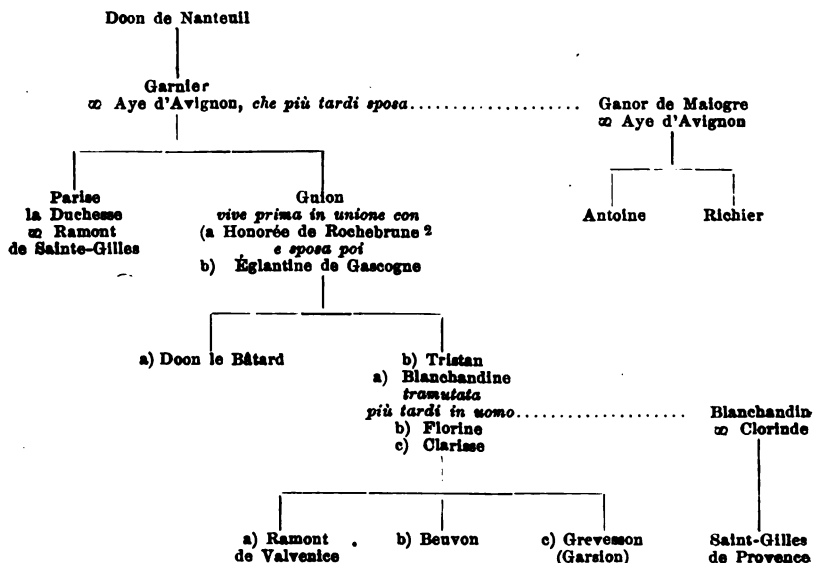 Doon de Nanteuil
Garnier
∞ Aye d'Avignon, che più tardi sposa......................
Ganor de Maiogre
∞ Aye d'Avignon
Parise
la Duchesse
∞ Ramont
de Sainte-Gilles
Guion
vive prima in unione con
(a Honorée de Rochebrune 2
e sposa poi
b) Églantine de Gascogne
Antoine
Richier
a) Doon le Bâtard
b) Tristan
a) Blanchandine
tramutata
più tardi in uomo......................
b) Florine
c) Clarisse
Blanchandin
∞ Clorinde
a) Ramont
de Valvenice
b) Beuvon
c) Grevesson
(Garsion)
Saint-Gilles
de Provence